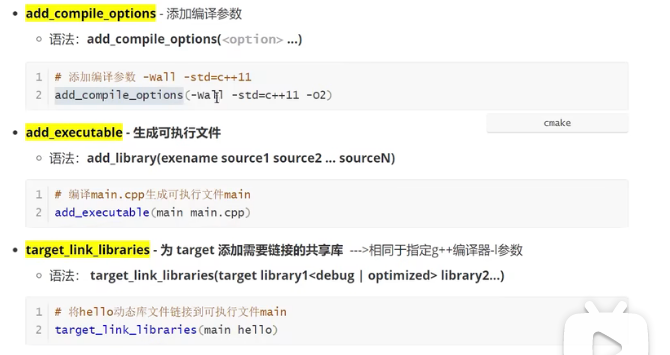 add_compile_options - 添加编译参数
语法：add_compile_options(<option> ...)
1 # 添加编译参数 -Wall -std=c++11
2 add_compile_options(-Wall -std=c++11 -O2)
cmake
add_executable - 生成可执行文件
语法：add_library(exename source1 source2 ... sourceN)
1 # 编译main.cpp生成可执行文件main
2 add_executable(main main.cpp)
target_link_libraries - 为 target 添加需要链接的共享库 --->相同于指定g++编译器-l参数
语法： target_link_libraries(target library1<debug | optimized> library2...)
1 # 将hello动态库文件链接到可执行文件main
2 target_link_libraries(main hello)